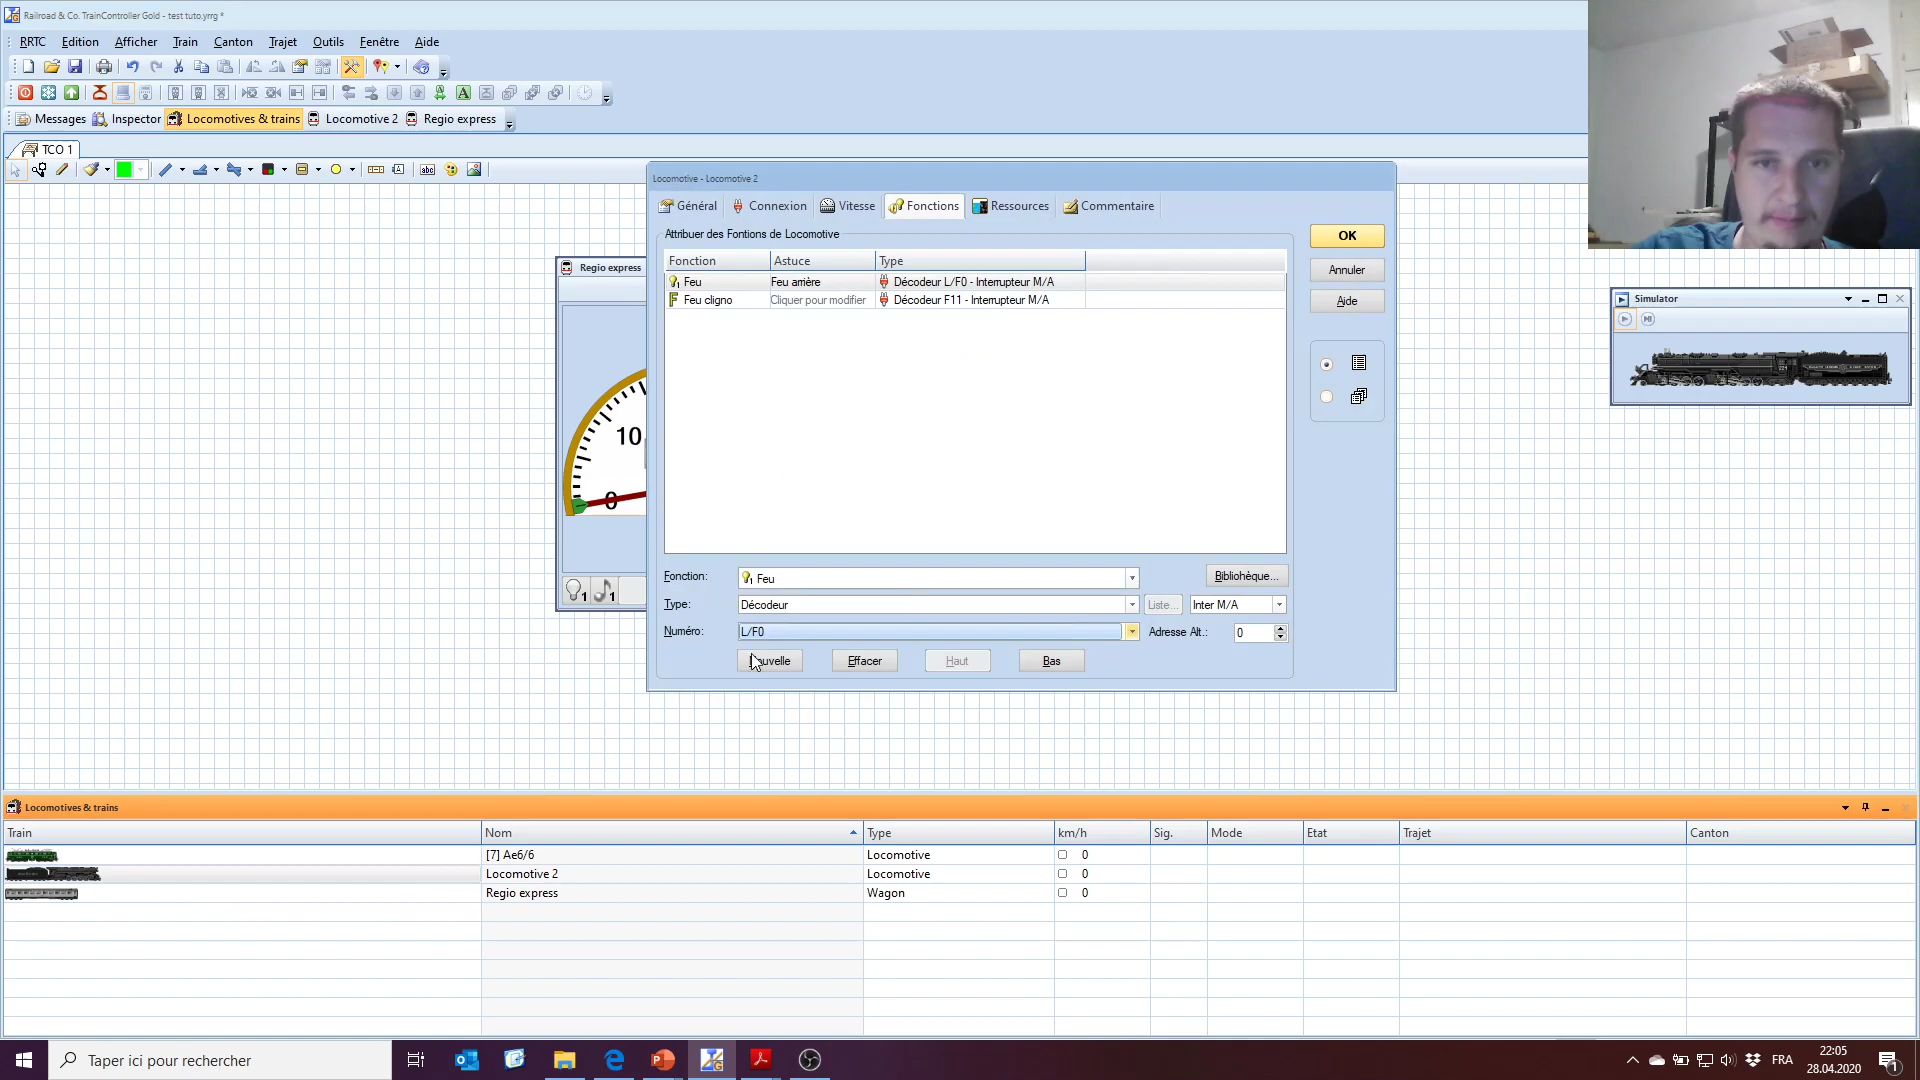 Railroad & Co. TrainController Gold - test tuto.yrrg *
RRTC Edition Afficher Train Canton Trajet Outils Fenêtre Aide
Messages Inspector Locomotives & trains Locomotive 2 Regio express
TCO 1
abc
Locomotive - Locomotive 2
Général Connexion Vitesse Fonctions Ressources Commentaire
Attribuer des Fontions de Locomotive
OK
Fonction Astuce Type
Annuler
Feu Feu arrière Décodeur L/F0 - Interrupteur M/A
Feu cligno Cliquer pour modifier Décodeur F11 - Interrupteur M/A
Aide
Regio express
Simulator
10
0
1 1
Fonction: Feu Bibliohèque...
Type: Décodeur Liste... Inter M/A
Numéro: L/F0 Adresse Alt.: 0
Effacer Haut Bas
Locomotives & trains
Train Nom Type km/h Sig. Mode Etat Trajet Canton
[7] Ae6/6 Locomotive 0
Locomotive 2 Locomotive 0
Regio express Wagon 0
Taper ici pour rechercher
FRA
22:05
28.04.2020
1